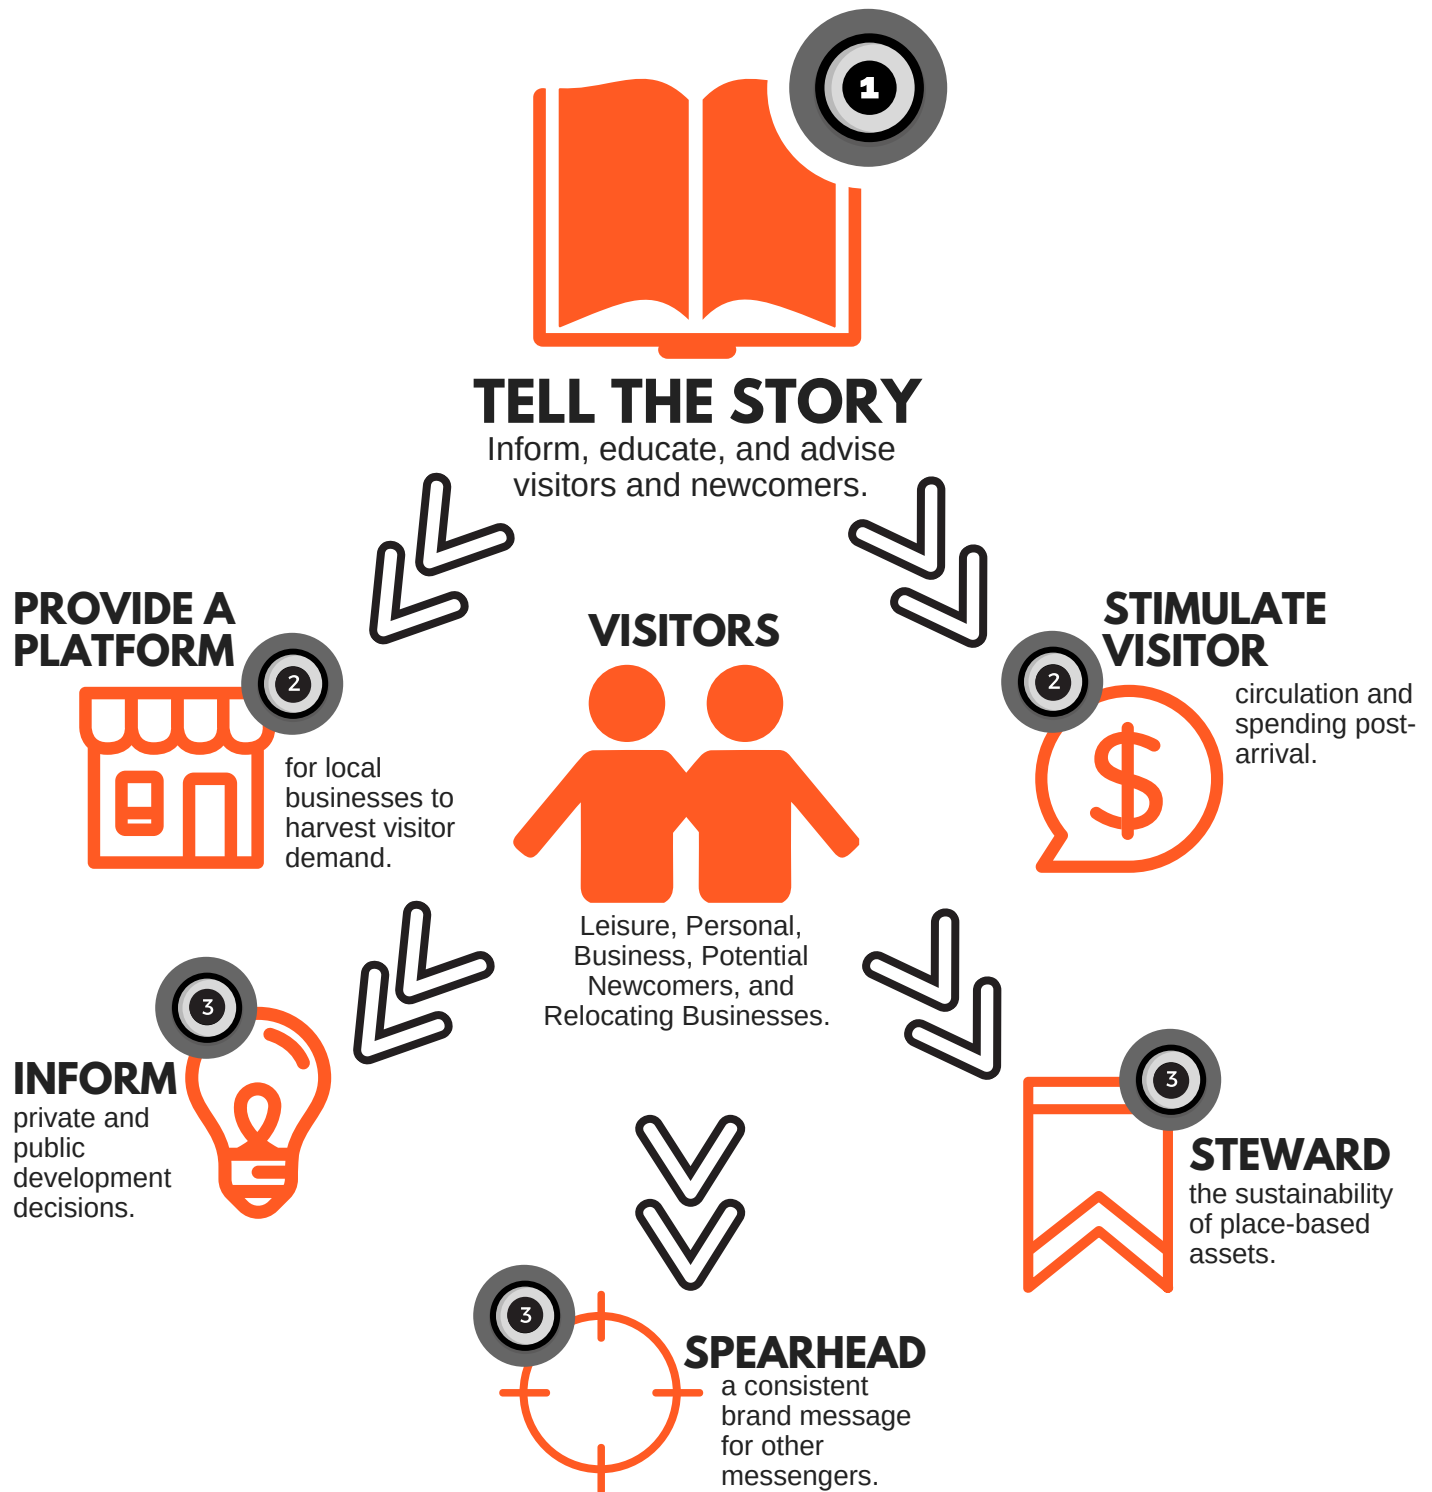 1
TELL THE STORY
Inform, educate, and advise
visitors and newcomers.
PROVIDE A
PLATFORM
2
for local
businesses to
harvest visitor
demand.
VISITORS
Leisure, Personal,
Business, Potential
Newcomers, and
Relocating Businesses.
STIMULATE
VISITOR
2
circulation and
spending post-
arrival.
$
3
INFORM
private and
public
development
decisions.
3
SPEARHEAD
a consistent
brand message
for other
messengers.
3
STEWARD
the sustainability
of place-based
assets.